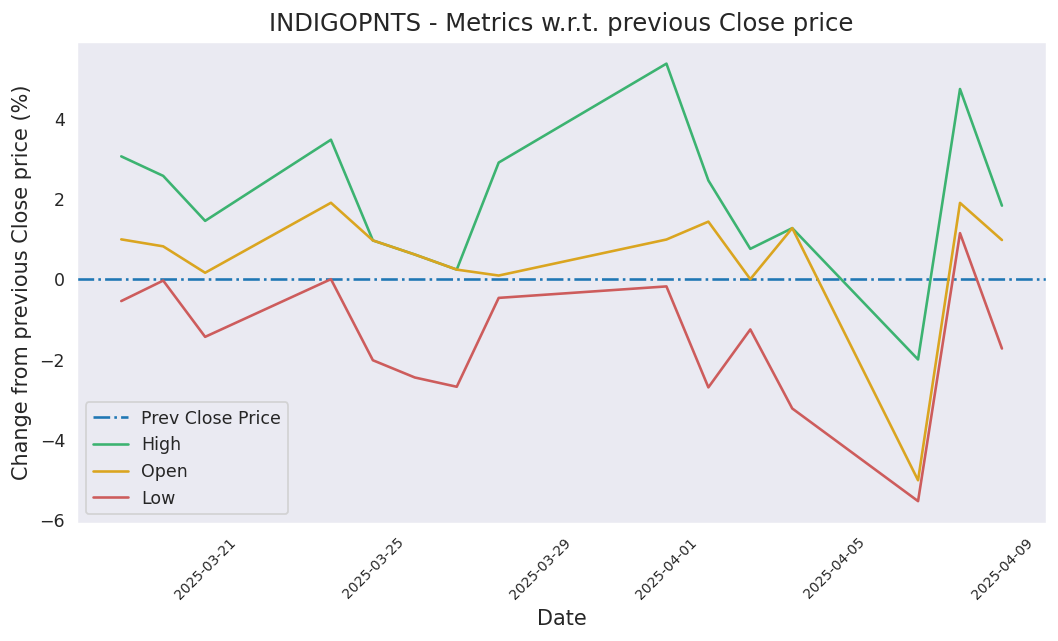 INDIGOPNTS - Metrics w.r.t. previous Close price
Change from previous Close price (%)
4
2
0
−2
−4
−6
Prev Close Price
High
Open
Low
2025-03-21
2025-03-25
2025-03-29
2025-04-01
2025-04-05
2025-04-09
Date